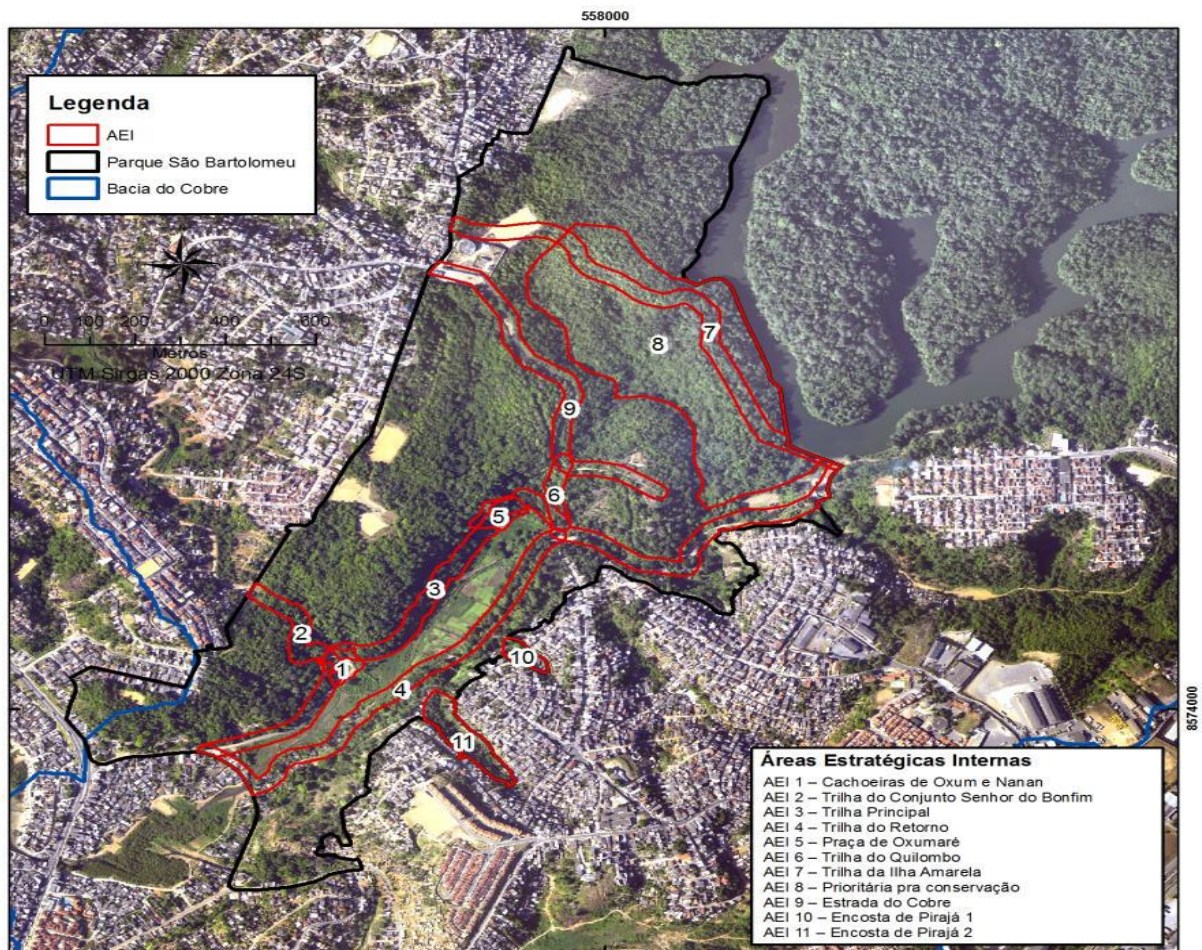 558000
Legenda
AEI
Parque São Bartolomeu
Bacia do Cobre
0 100 200 400 600
Metros
UTM Sirgas 2000 Zona 24S
7
8
9
6
5
3
2
1
10
4
11
8574000
Áreas Estratégicas Internas
AEI 1 – Cachoeiras de Oxum e Nanan
AEI 2 – Trilha do Conjunto Senhor do Bonfim
AEI 3 – Trilha Principal
AEI 4 – Trilha do Retorno
AEI 5 – Praça de Oxumaré
AEI 6 – Trilha do Quilombo
AEI 7 – Trilha da Ilha Amarela
AEI 8 – Prioritária pra conservação
AEI 9 – Estrada do Cobre
AEI 10 – Encosta de Pirajá 1
AEI 11 – Encosta de Pirajá 2